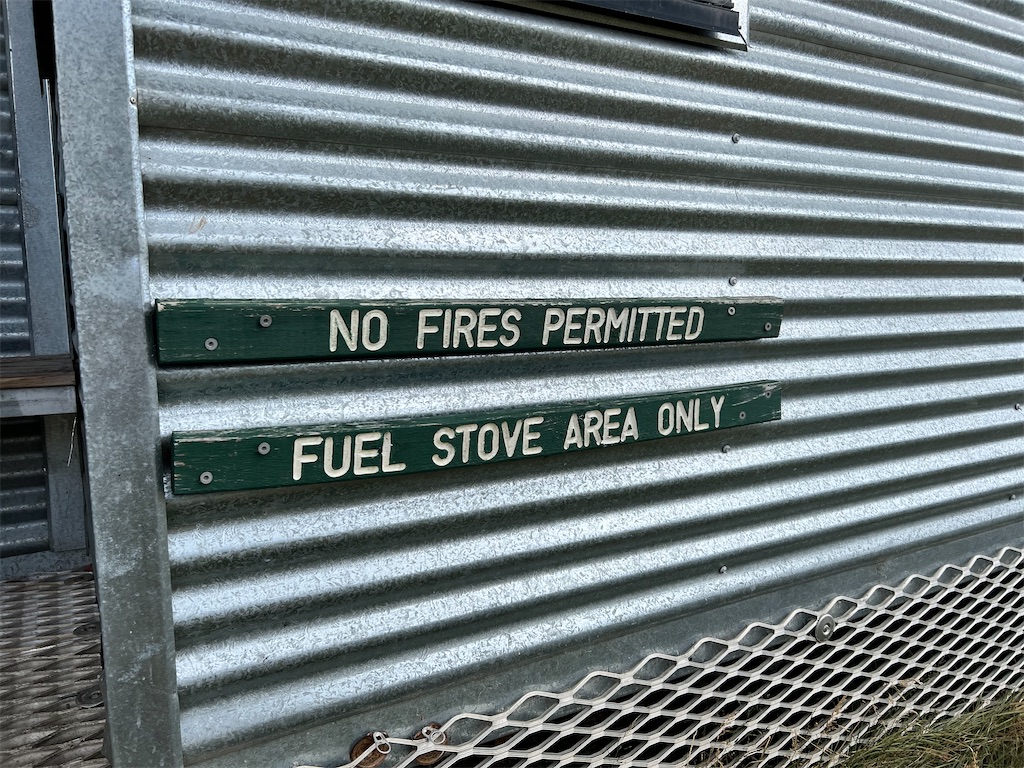 NO FIRES PERMITTED
FUEL STOVE AREA ONLY